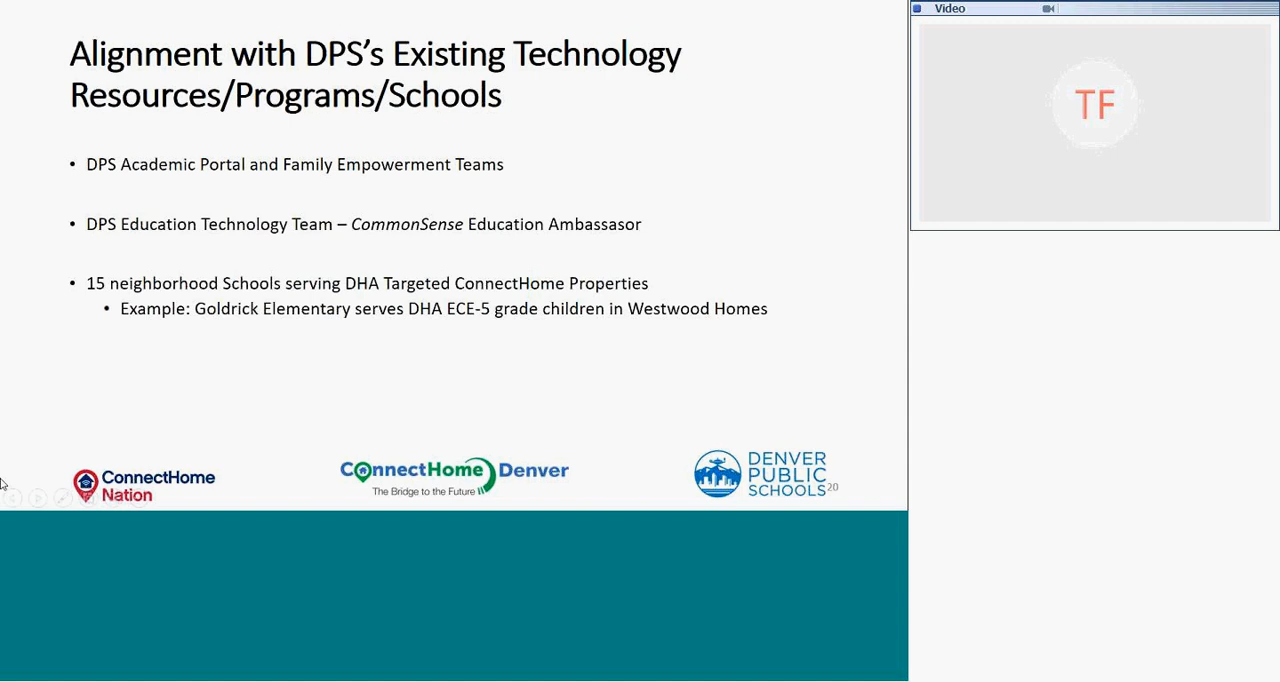 Alignment with DPS's Existing Technology
Resources/Programs/Schools
• DPS Academic Portal and Family Empowerment Teams
• DPS Education Technology Team – CommonSense Education Ambassasor
• 15 neighborhood Schools serving DHA Targeted ConnectHome Properties
• Example: Goldrick Elementary serves DHA ECE-5 grade children in Westwood Homes
ConnectHome
Nation
ConnectHome Denver
The Bridge to the Future
DENVER
PUBLIC
SCHOOLS
20
Video
TF